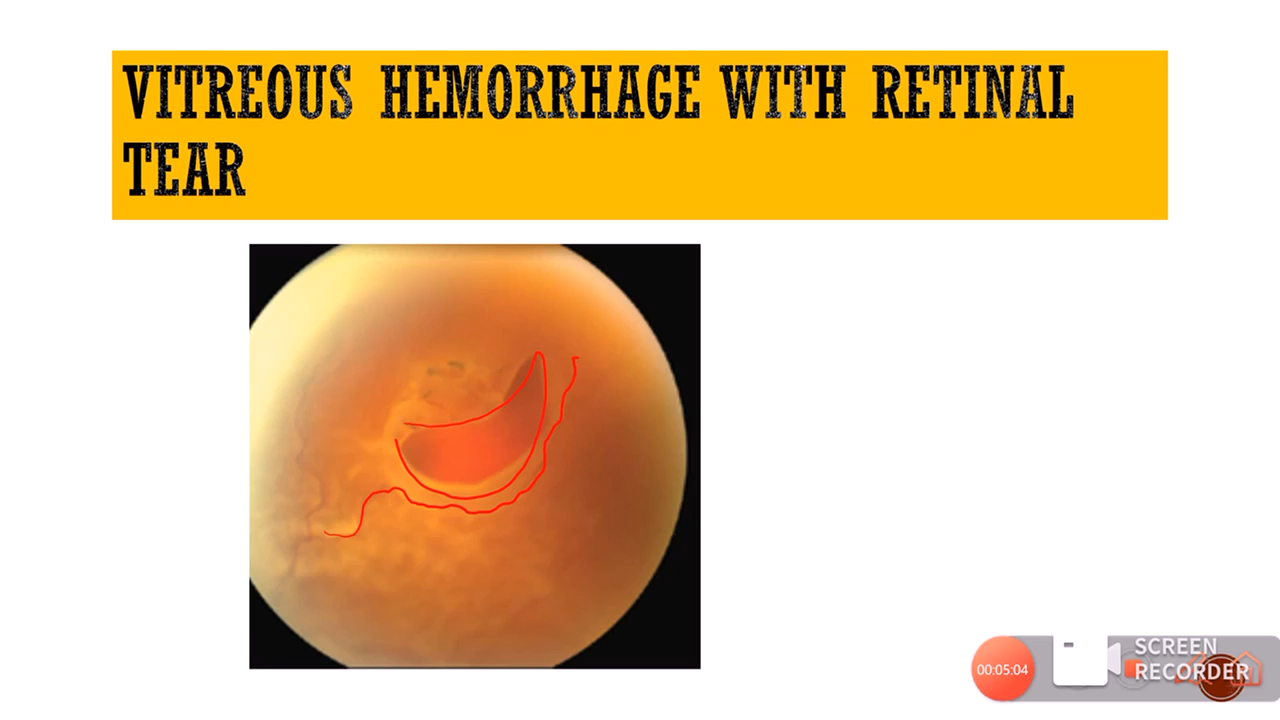 VITREOUS HEMORRHAGE WITH RETINAL
TEAR
00:05:04
SCREEN
RECORDER